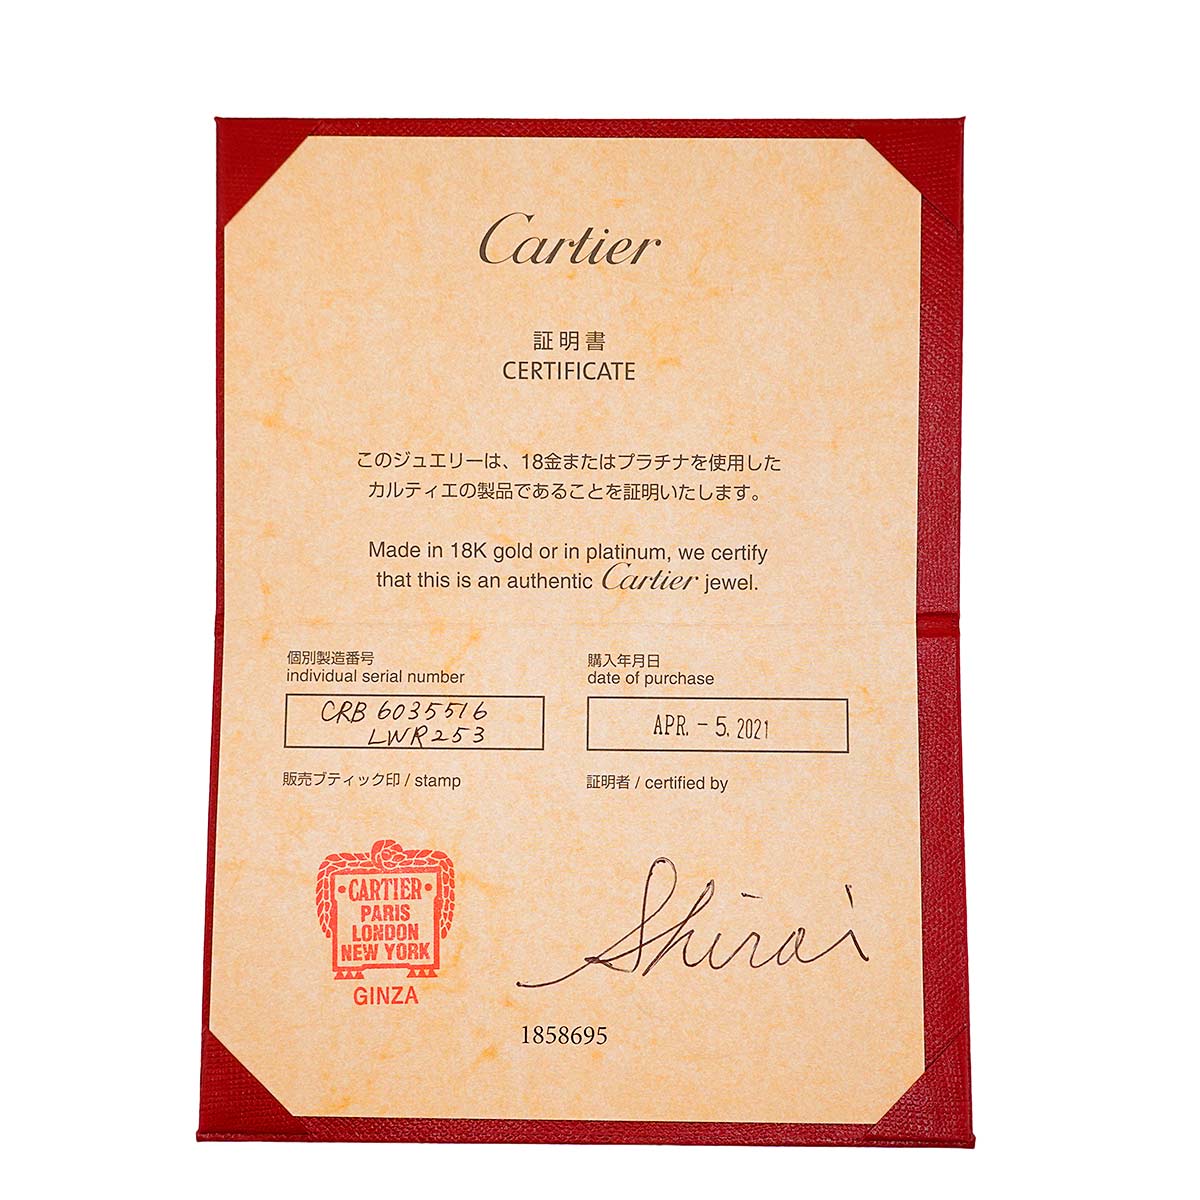 Cartier
証明書
CERTIFICATE
このジュエリーは、18金またはプラチナを使用した
カルティエの製品であることを証明いたします。
Made in 18K gold or in platinum, we certify
that this is an authentic Cartier jewel.
個別製造番号
individual serial number
CRB 6035516
LWR253
購入年月日
date of purchase
APR. - 5. 2021
販売ブティック印 / stamp
証明者 / certified by
CARTIER
PARIS
LONDON
NEW YORK
GINZA
Shirai
1858695